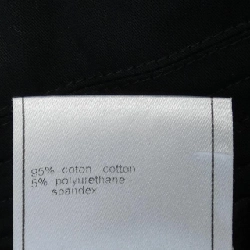 95% coton cotton
5% polyurethane
spandex